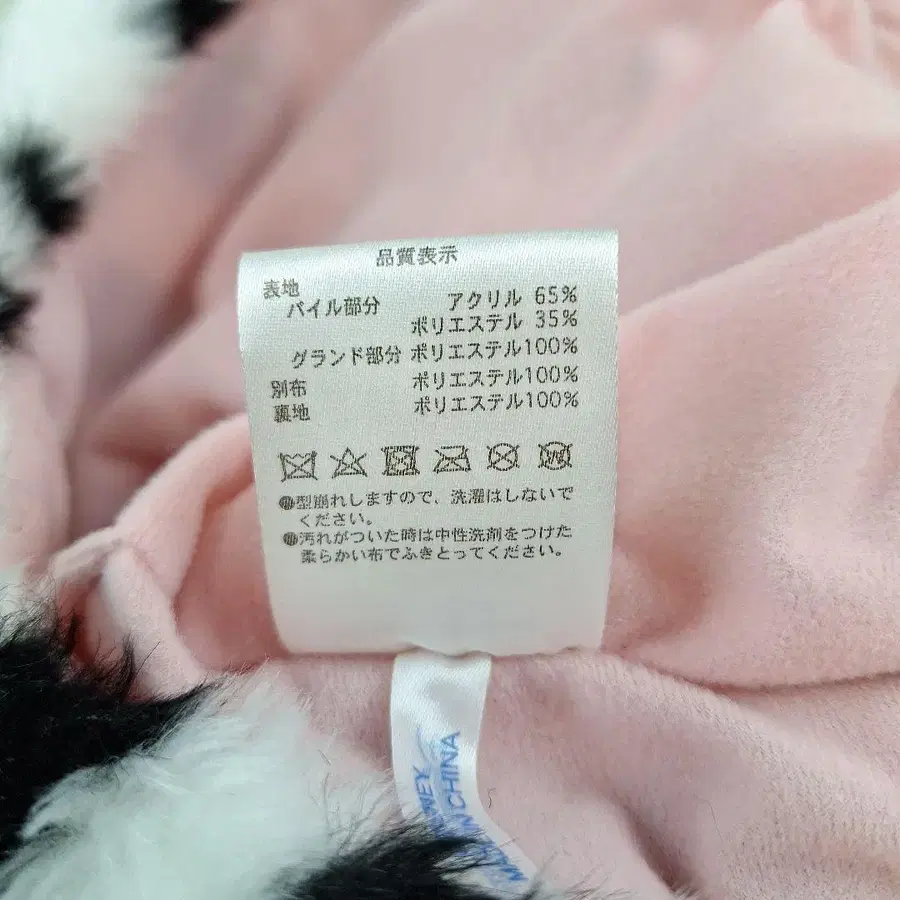 品質表示
表地
パイル部分 アクリル 65%
ポリエステル 35%
グランド部分 ポリエステル100%
別布 ポリエステル100%
裏地 ポリエステル100%
W
●型崩れしますので、洗濯はしないで
ください。
●汚れがついた時は中性洗剤をつけた
柔らかい布でふきとってください。
CHINA